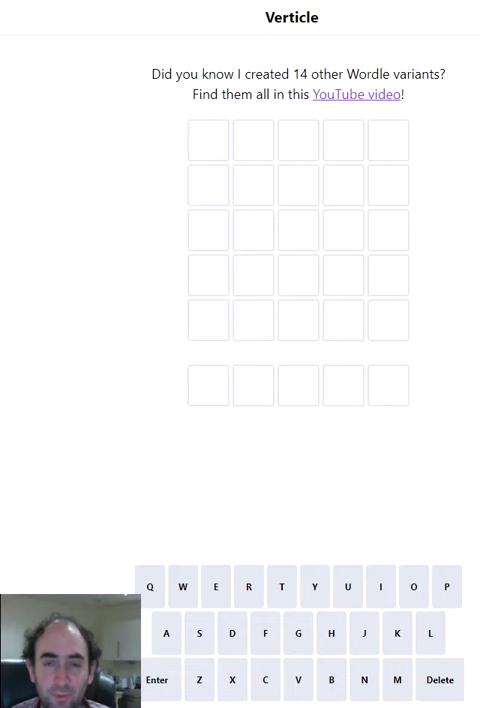 Verticle
Did you know I created 14 other Wordle variants?
Find them all in this YouTube video!
Q W E R T Y U I O P
A S D F G H J K L
Enter Z X C V B N M Delete